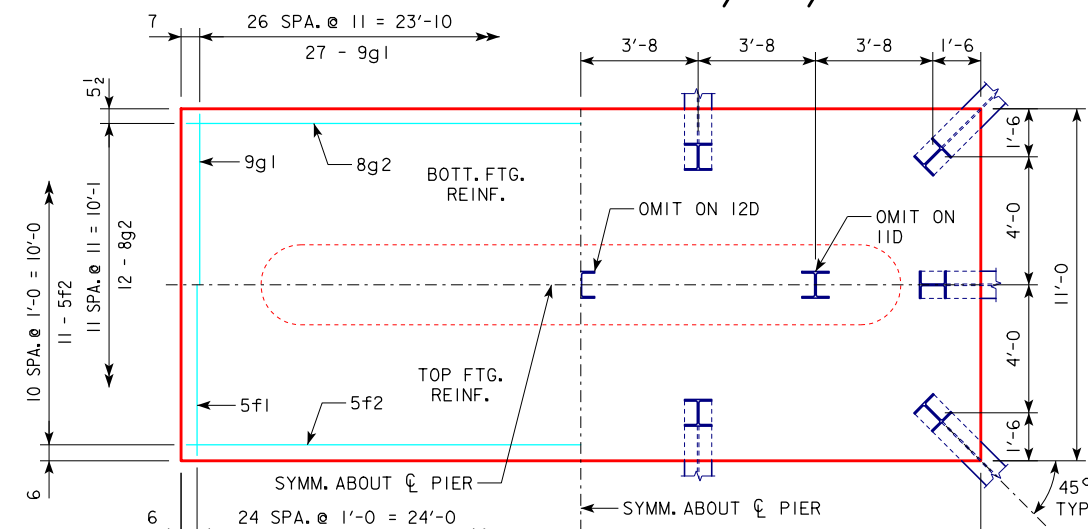 7
26 SPA. @ 11 = 23'-10
27 - 9g1
3'-8
3'-8
3'-8
1'-6
5½
9g1
8g2
BOTT. FTG.
REINF.
OMIT ON 12D
OMIT ON
11D
1'-6
4'-0
4'-0
1'-6
11'-0
10 SPA. @ 1'-0 = 10'-0
11 - 5f2
11 SPA. @ 11 = 10'-1
12 - 8g2
TOP FTG.
REINF.
5f1
5f2
6
SYMM. ABOUT ℄ PIER
SYMM. ABOUT ℄ PIER
45°
TYP
6
24 SPA. @ 1'-0 = 24'-0